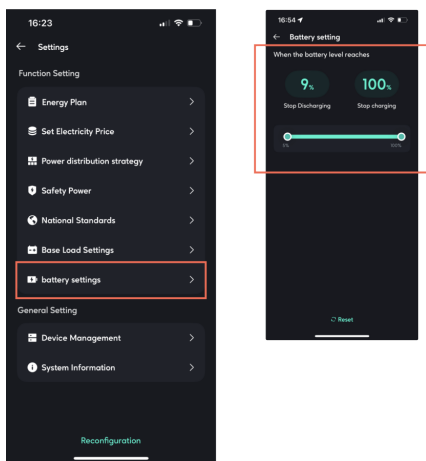 16:23
Settings
Function Setting
Energy Plan
Set Electricity Price
Power distribution strategy
Safety Power
National Standards
Base Load Settings
battery settings
General Setting
Device Management
System Information
Reconfiguration
16:54
Battery setting
When the battery level reaches
9% 100%
Stop Discharging Stop charging
0% 100%
Reset